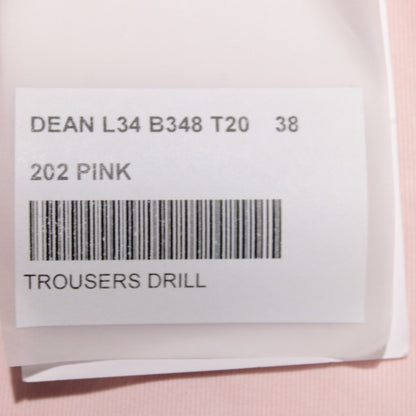 DEAN L34 B348 T20 38
202 PINK
TROUSERS DRILL